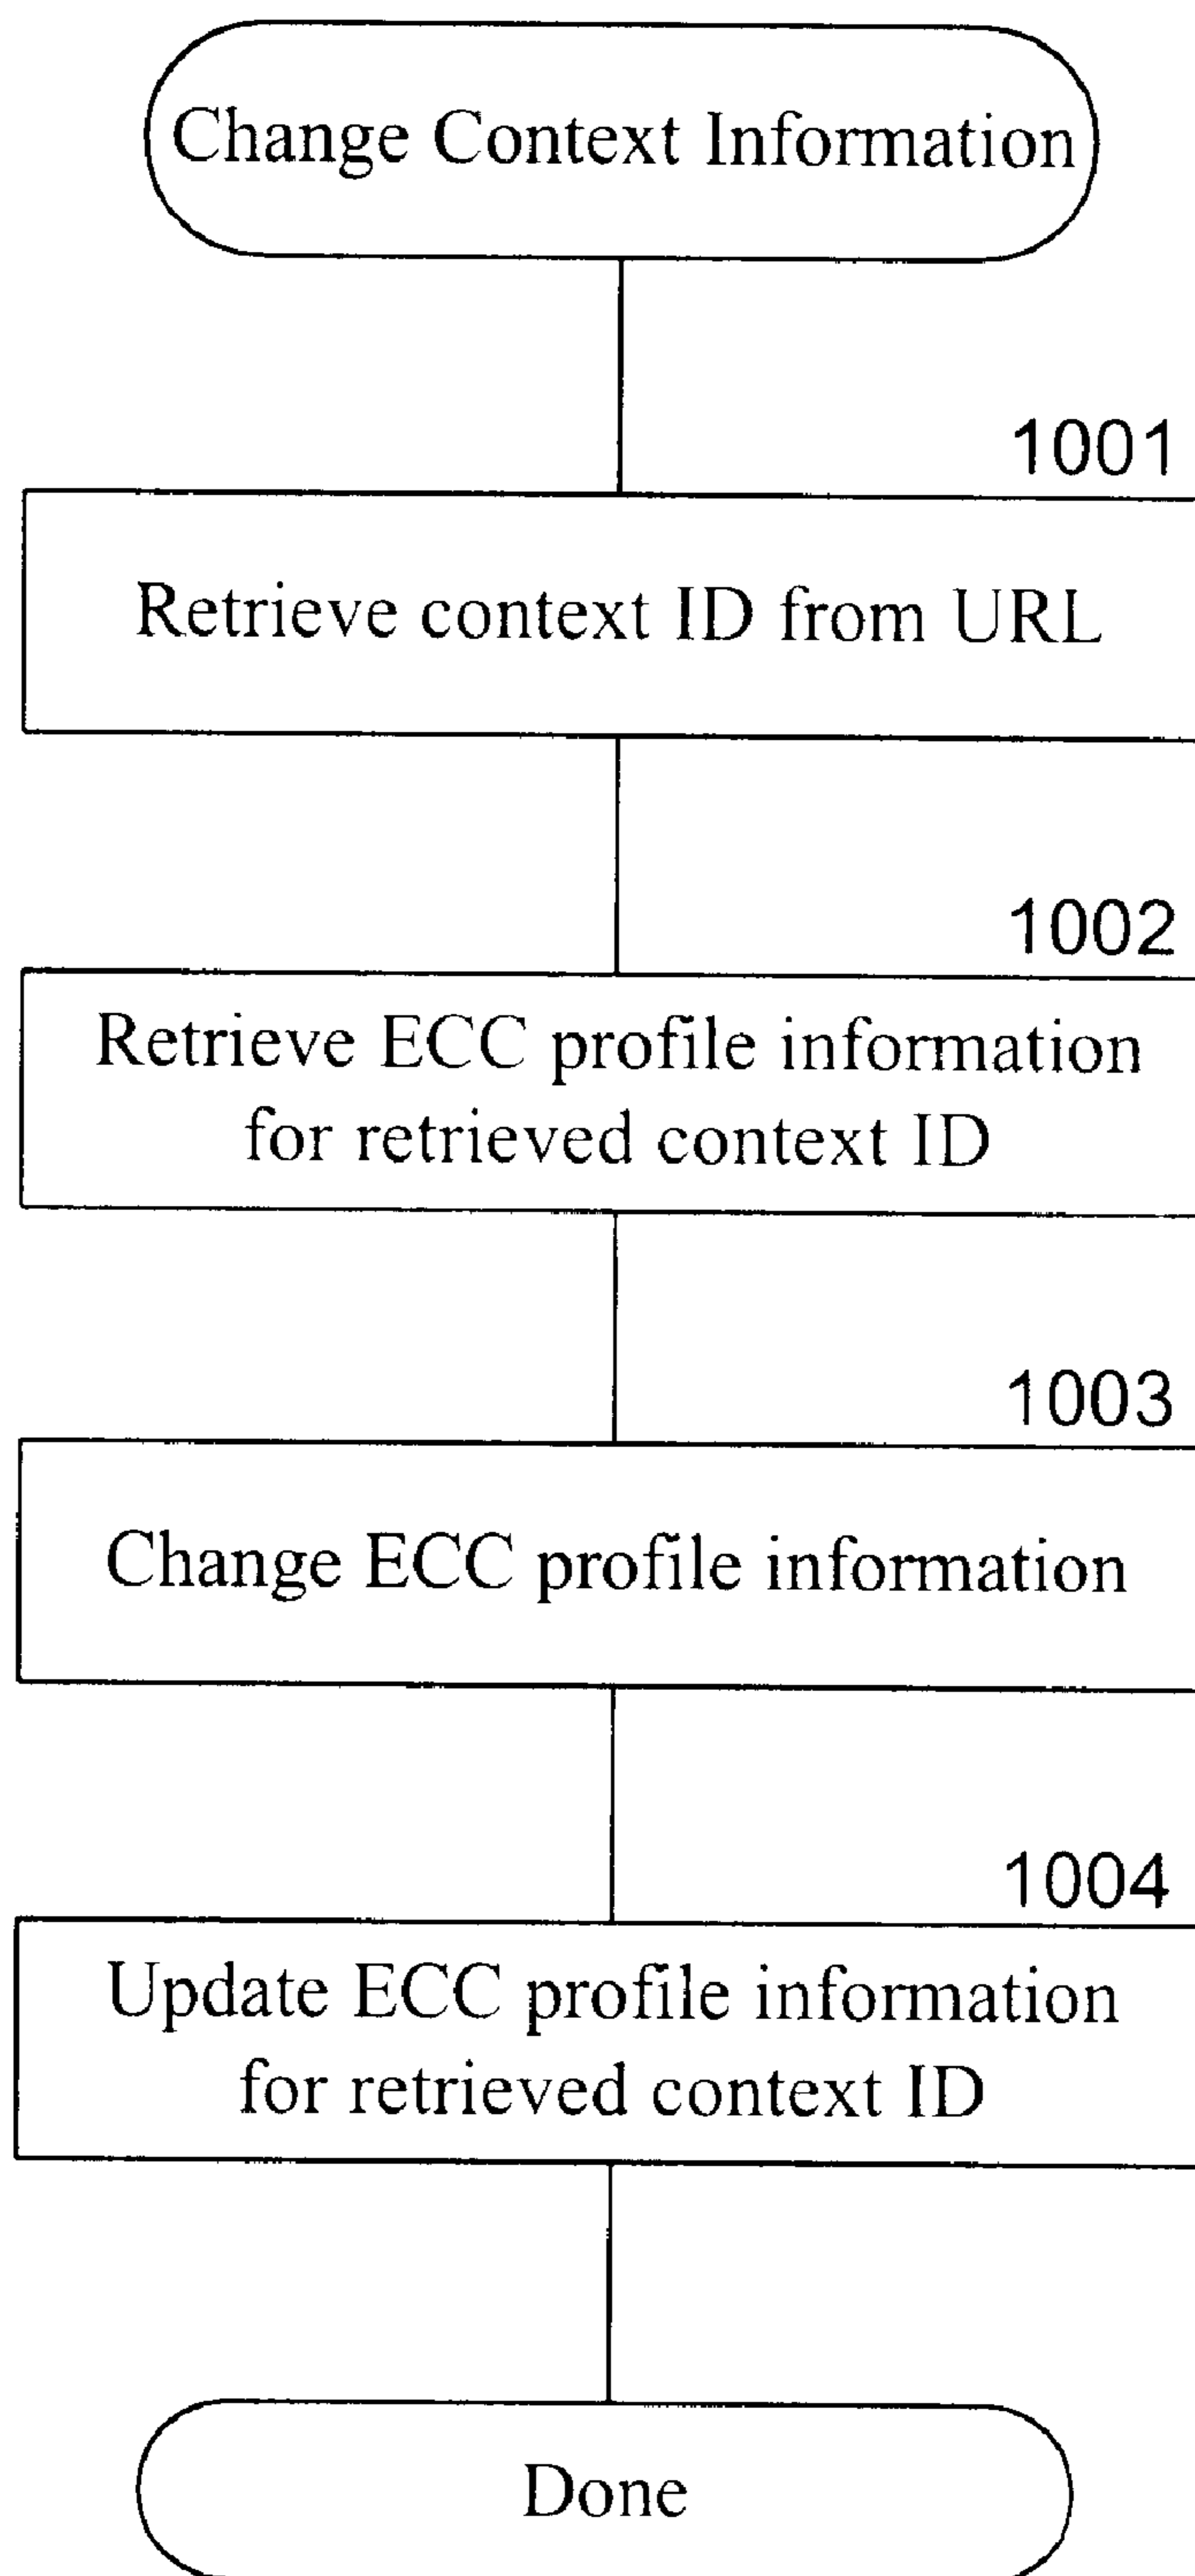 Change Context Information
1001
Retrieve context ID from URL
1002
Retrieve ECC profile information
for retrieved context ID
1003
Change ECC profile information
1004
Update ECC profile information
for retrieved context ID
Done